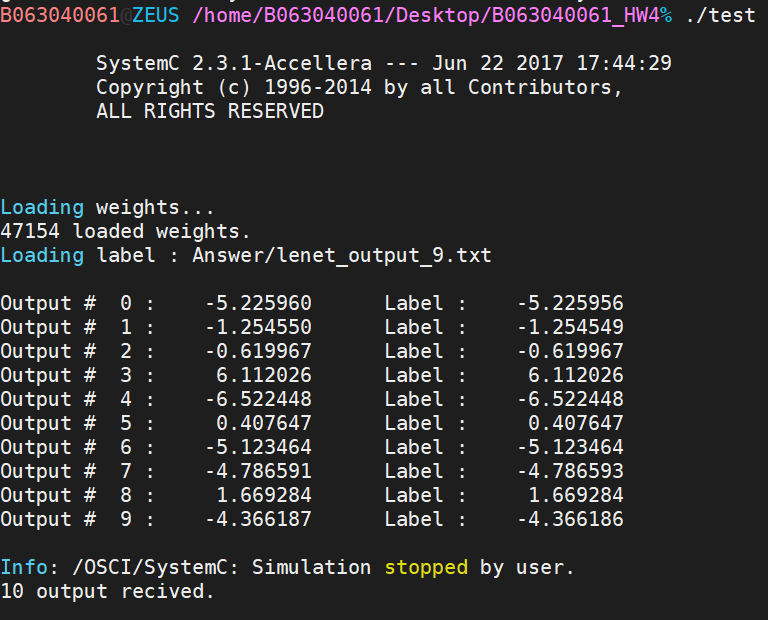 B063040061@ZEUS /home/B063040061/Desktop/B063040061_HW4% ./test
SystemC 2.3.1-Accellera --- Jun 22 2017 17:44:29
Copyright (c) 1996-2014 by all Contributors,
ALL RIGHTS RESERVED
Loading weights...
47154 loaded weights.
Loading label : Answer/lenet_output_9.txt
Output #  0 :    -5.225960      Label :    -5.225956
Output #  1 :    -1.254550      Label :    -1.254549
Output #  2 :    -0.619967      Label :    -0.619967
Output #  3 :     6.112026      Label :     6.112026
Output #  4 :    -6.522448      Label :    -6.522448
Output #  5 :     0.407647      Label :     0.407647
Output #  6 :    -5.123464      Label :    -5.123464
Output #  7 :    -4.786591      Label :    -4.786593
Output #  8 :     1.669284      Label :     1.669284
Output #  9 :    -4.366187      Label :    -4.366186
Info: /OSCI/SystemC: Simulation stopped by user.
10 output recived.